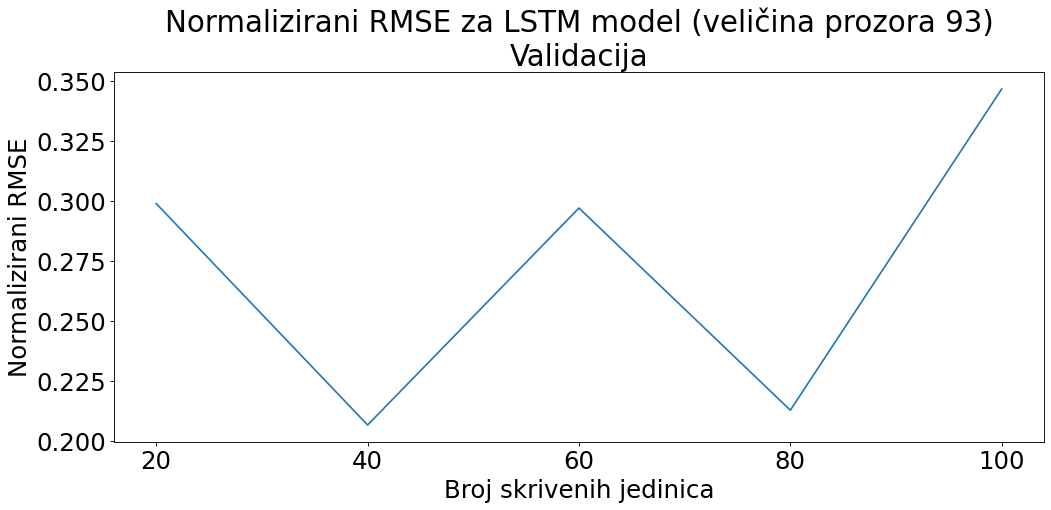 Normalizirani RMSE za LSTM model (veličina prozora 93)
Validacija
Normalizirani RMSE
0.350
0.325
0.300
0.275
0.250
0.225
0.200
20 40 60 80 100
Broj skrivenih jedinica